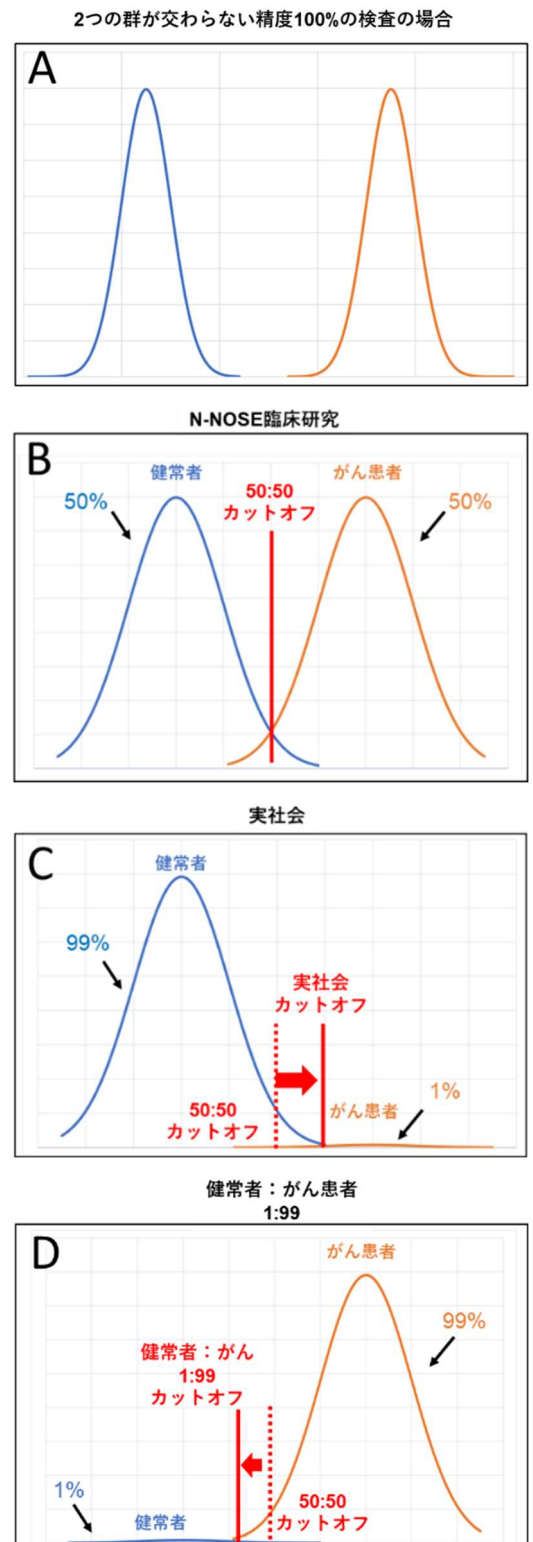 2つの群が交わらない精度100%の検査の場合
A
N-NOSE臨床研究
B
健常者
がん患者
50%
50:50
カットオフ
50%
実社会
C
健常者
99%
実社会
カットオフ
50:50
カットオフ
がん患者
1%
健常者：がん患者
1:99
D
がん患者
99%
健常者：がん
1:99
カットオフ
1%
健常者
50:50
カットオフ